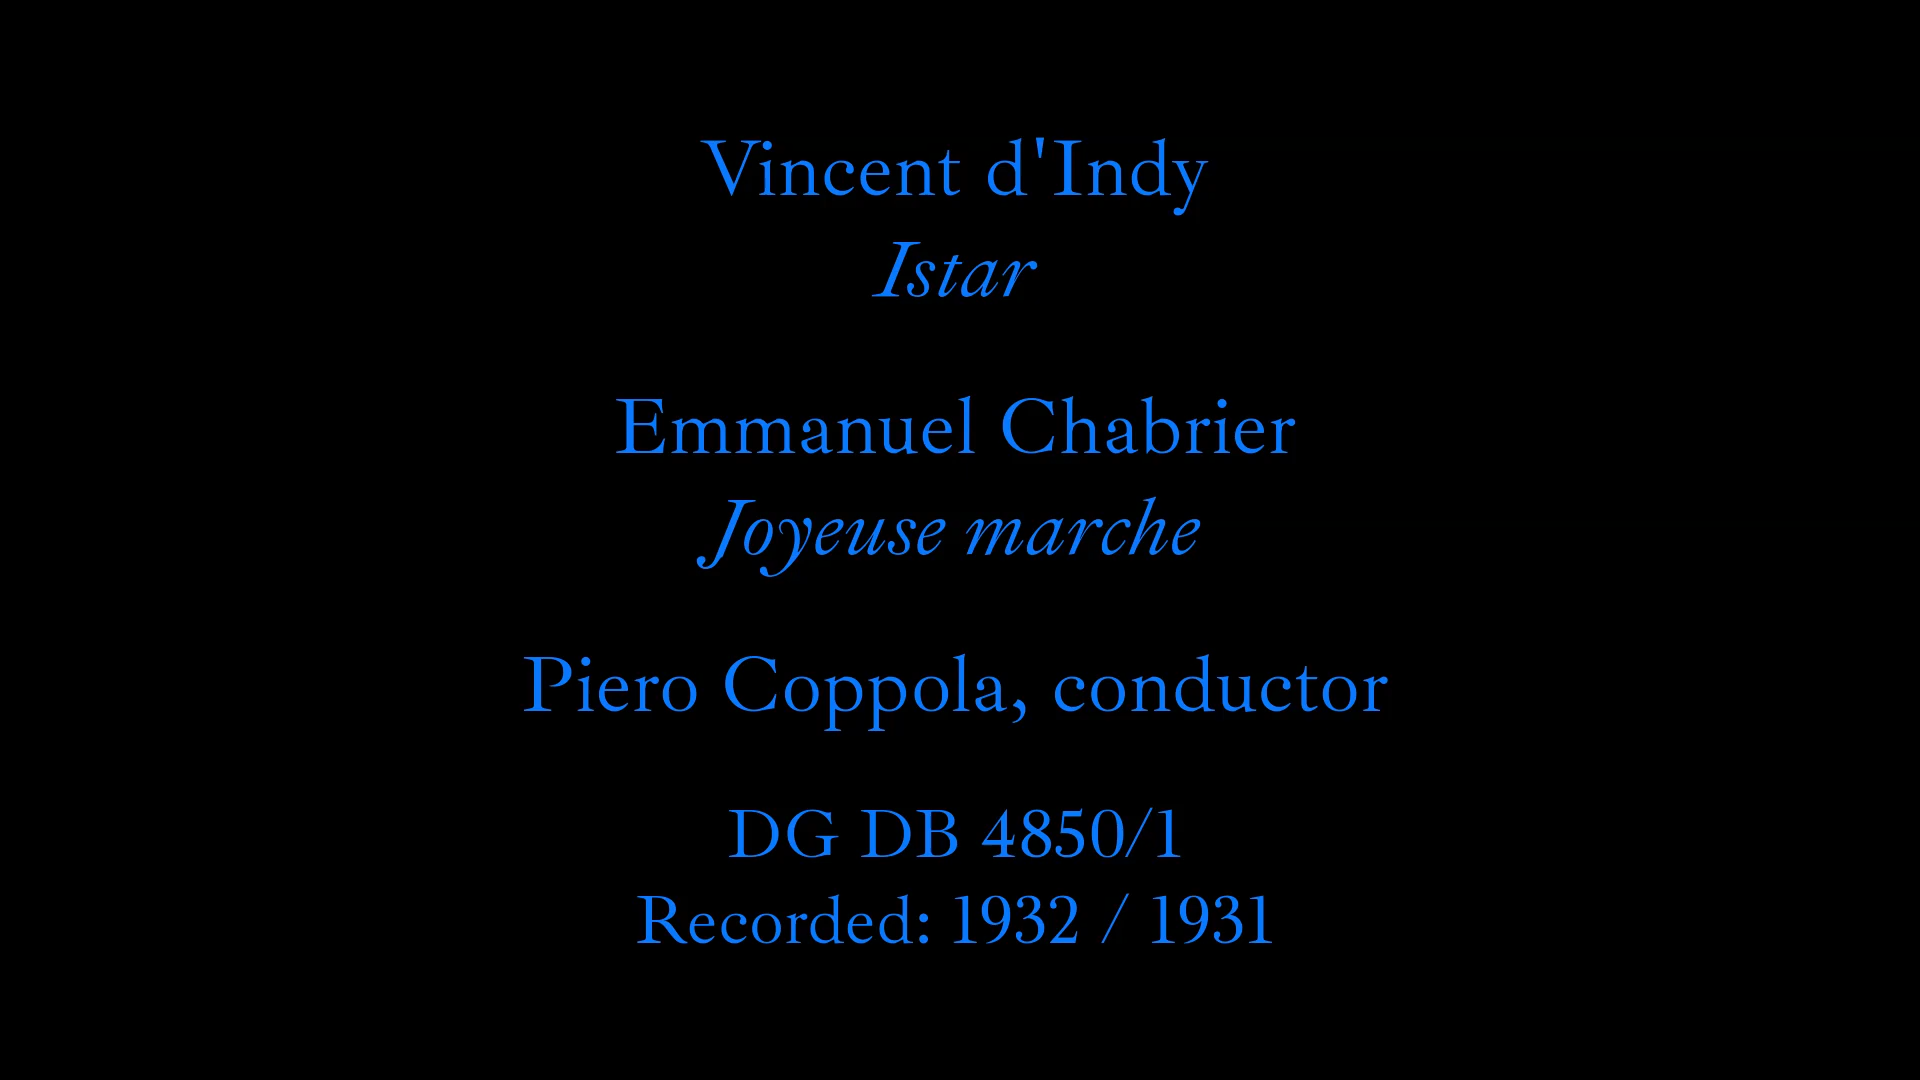 Vincent d'Indy
Istar
Emmanuel Chabrier
Joyeuse marche
Piero Coppola, conductor
DG DB 4850/1
Recorded: 1932 / 1931